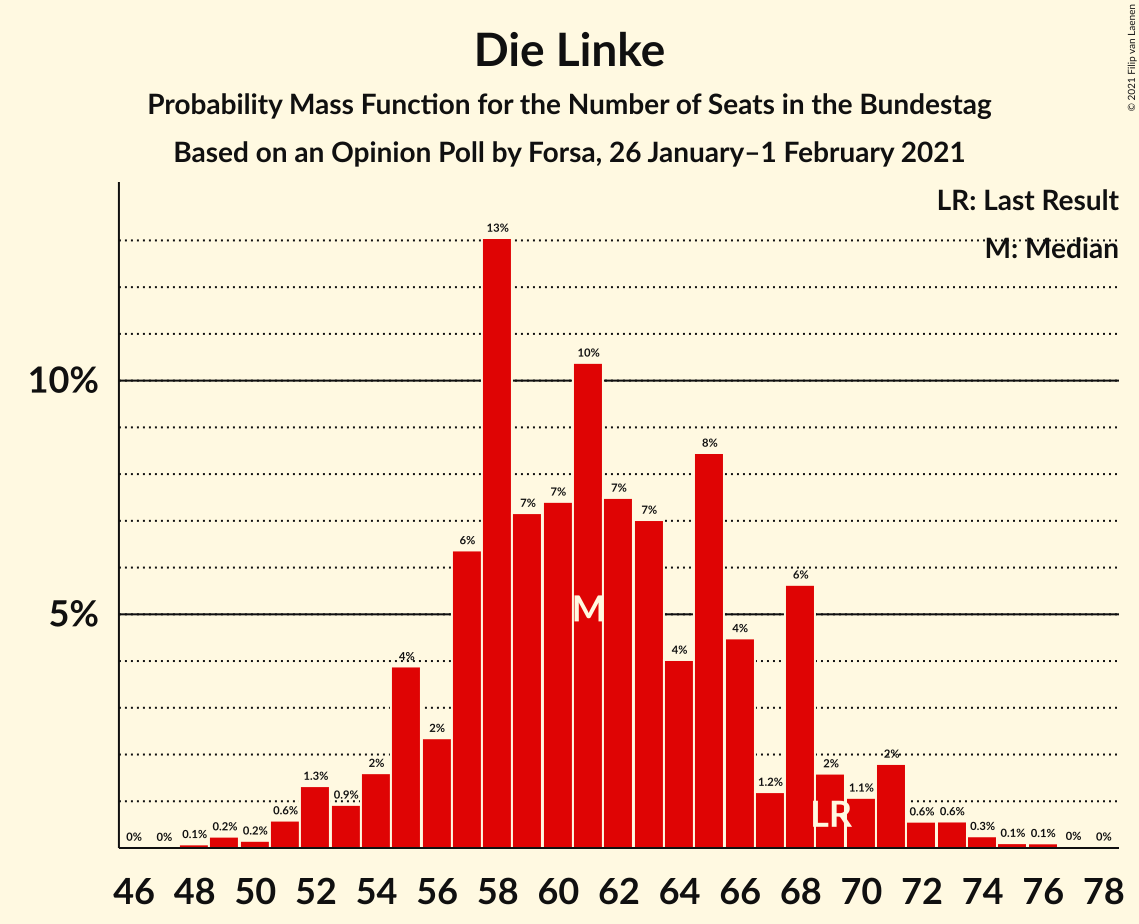 Die Linke
Probability Mass Function for the Number of Seats in the Bundestag
Based on an Opinion Poll by Forsa, 26 January–1 February 2021
© 2021 Filip van Laenen
LR: Last Result
M: Median
10%
5%
0% 0% 0.1% 0.2% 0.2% 0.6% 1.3% 0.9% 2% 4% 2% 6% 13% 7% 7% 10% 7% 7% 4% 8% 4% 1.2% 6% 2% 1.1% 2% 0.6% 0.6% 0.3% 0.1% 0.1% 0% 0%
M
LR
46 48 50 52 54 56 58 60 62 64 66 68 70 72 74 76 78